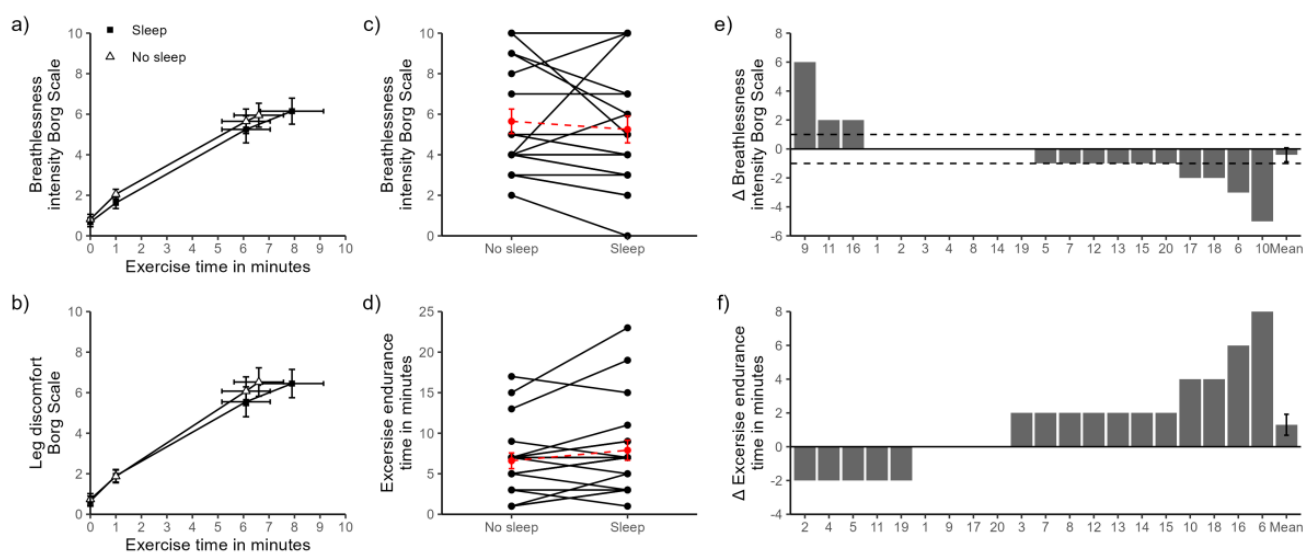 a)
Sleep
No sleep
Breathlessness
intensity Borg Scale
10
8
6
4
2
0
0 1 2 3 4 5 6 7 8 9 10
Exercise time in minutes
c)
Breathlessness
intensity Borg Scale
10
8
6
4
2
0
No sleep Sleep
e)
Δ Breathlessness
intensity Borg Scale
8
6
4
2
0
-2
-4
-6
9 11 16 1 2 3 4 8 14 19 5 7 12 13 15 20 17 18 6 10 Mean
b)
Leg discomfort
Borg Scale
10
8
6
4
2
0
0 1 2 3 4 5 6 7 8 9 10
Exercise time in minutes
d)
Excersise endurance
time in minutes
25
20
15
10
5
0
No sleep Sleep
f)
Δ Excersise endurance
time in minutes
8
6
4
2
0
-2
-4
2 4 5 11 19 1 9 17 20 3 7 8 12 13 14 15 10 18 16 6 Mean